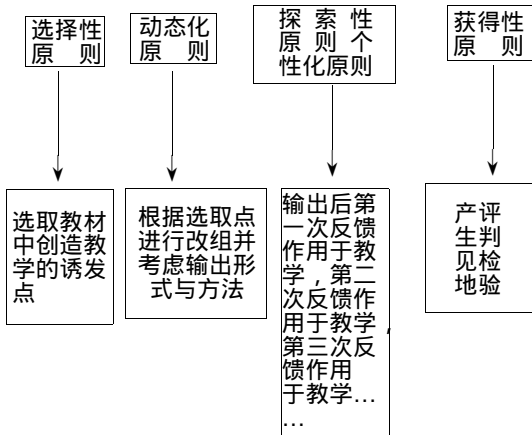 选择性
原 则
动态化
原 则
探 索 性
原 则 个
性化原则
获得性
原 则
选取教材
中创造教
学的诱发
点
根据选取点
进行改组并
考虑输出形
式与方法
输出后第
一次反馈
作用于教
学，第二
次反馈作
用于教学，
第三次反
馈作用
于教学…
…
产评
生判
见检
地验